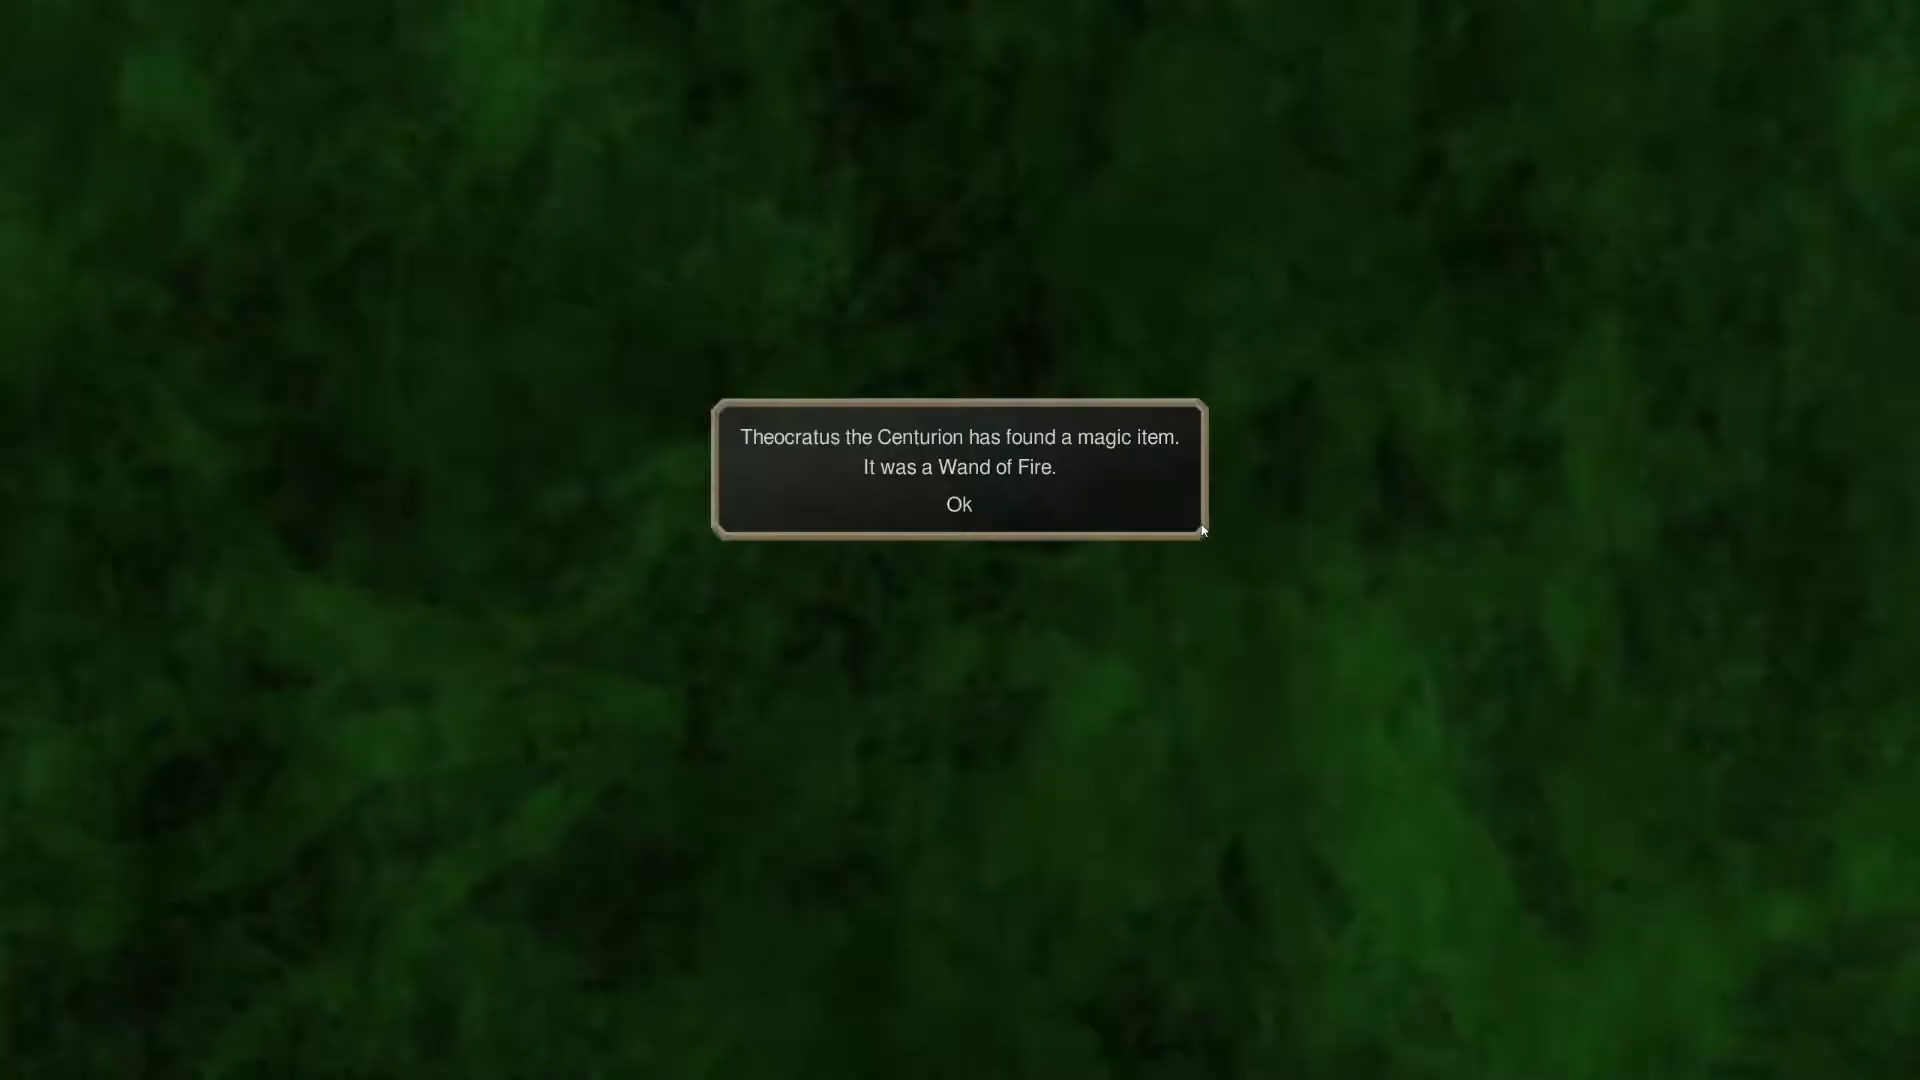 Theocratus the Centurion has found a magic item.
It was a Wand of Fire.
Ok